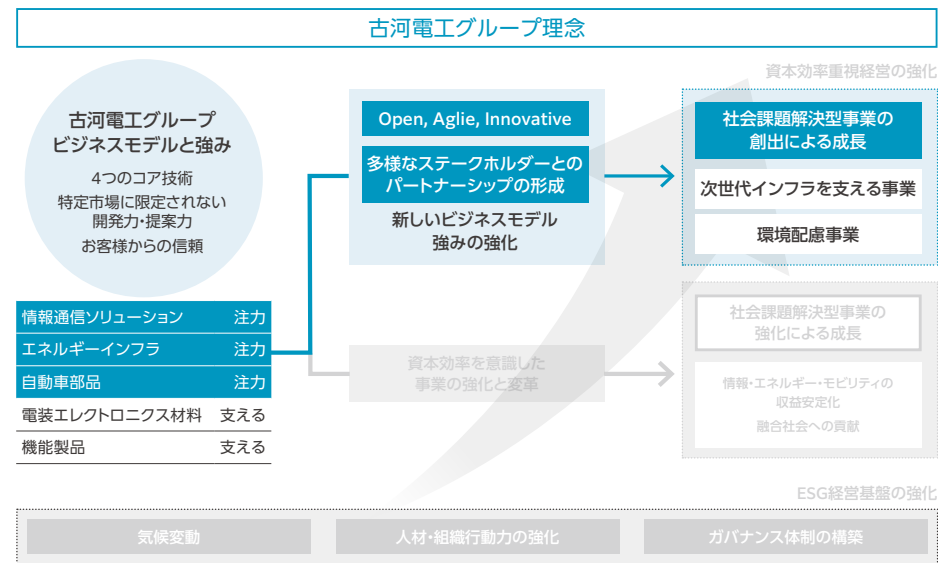 古河電工グループ理念
資本効率重視経営の強化
古河電工グループ
ビジネスモデルと強み
4つのコア技術
特定市場に限定されない
開発力・提案力
お客様からの信頼
情報通信ソリューション 注力
エネルギーインフラ 注力
自動車部品 注力
電装エレクトロニクス材料 支える
機能製品 支える
Open, Aglie, Innovative
多様なステークホルダーとの
パートナーシップの形成
新しいビジネスモデル
強みの強化
資本効率を意識した
事業の強化と変革
社会課題解決型事業の
創出による成長
次世代インフラを支える事業
環境配慮事業
社会課題解決型事業の
強化による成長
情報・エネルギー・モビリティの
収益安定化
融合社会への貢献
ESG経営基盤の強化
気候変動
人材・組織行動力の強化
ガバナンス体制の構築